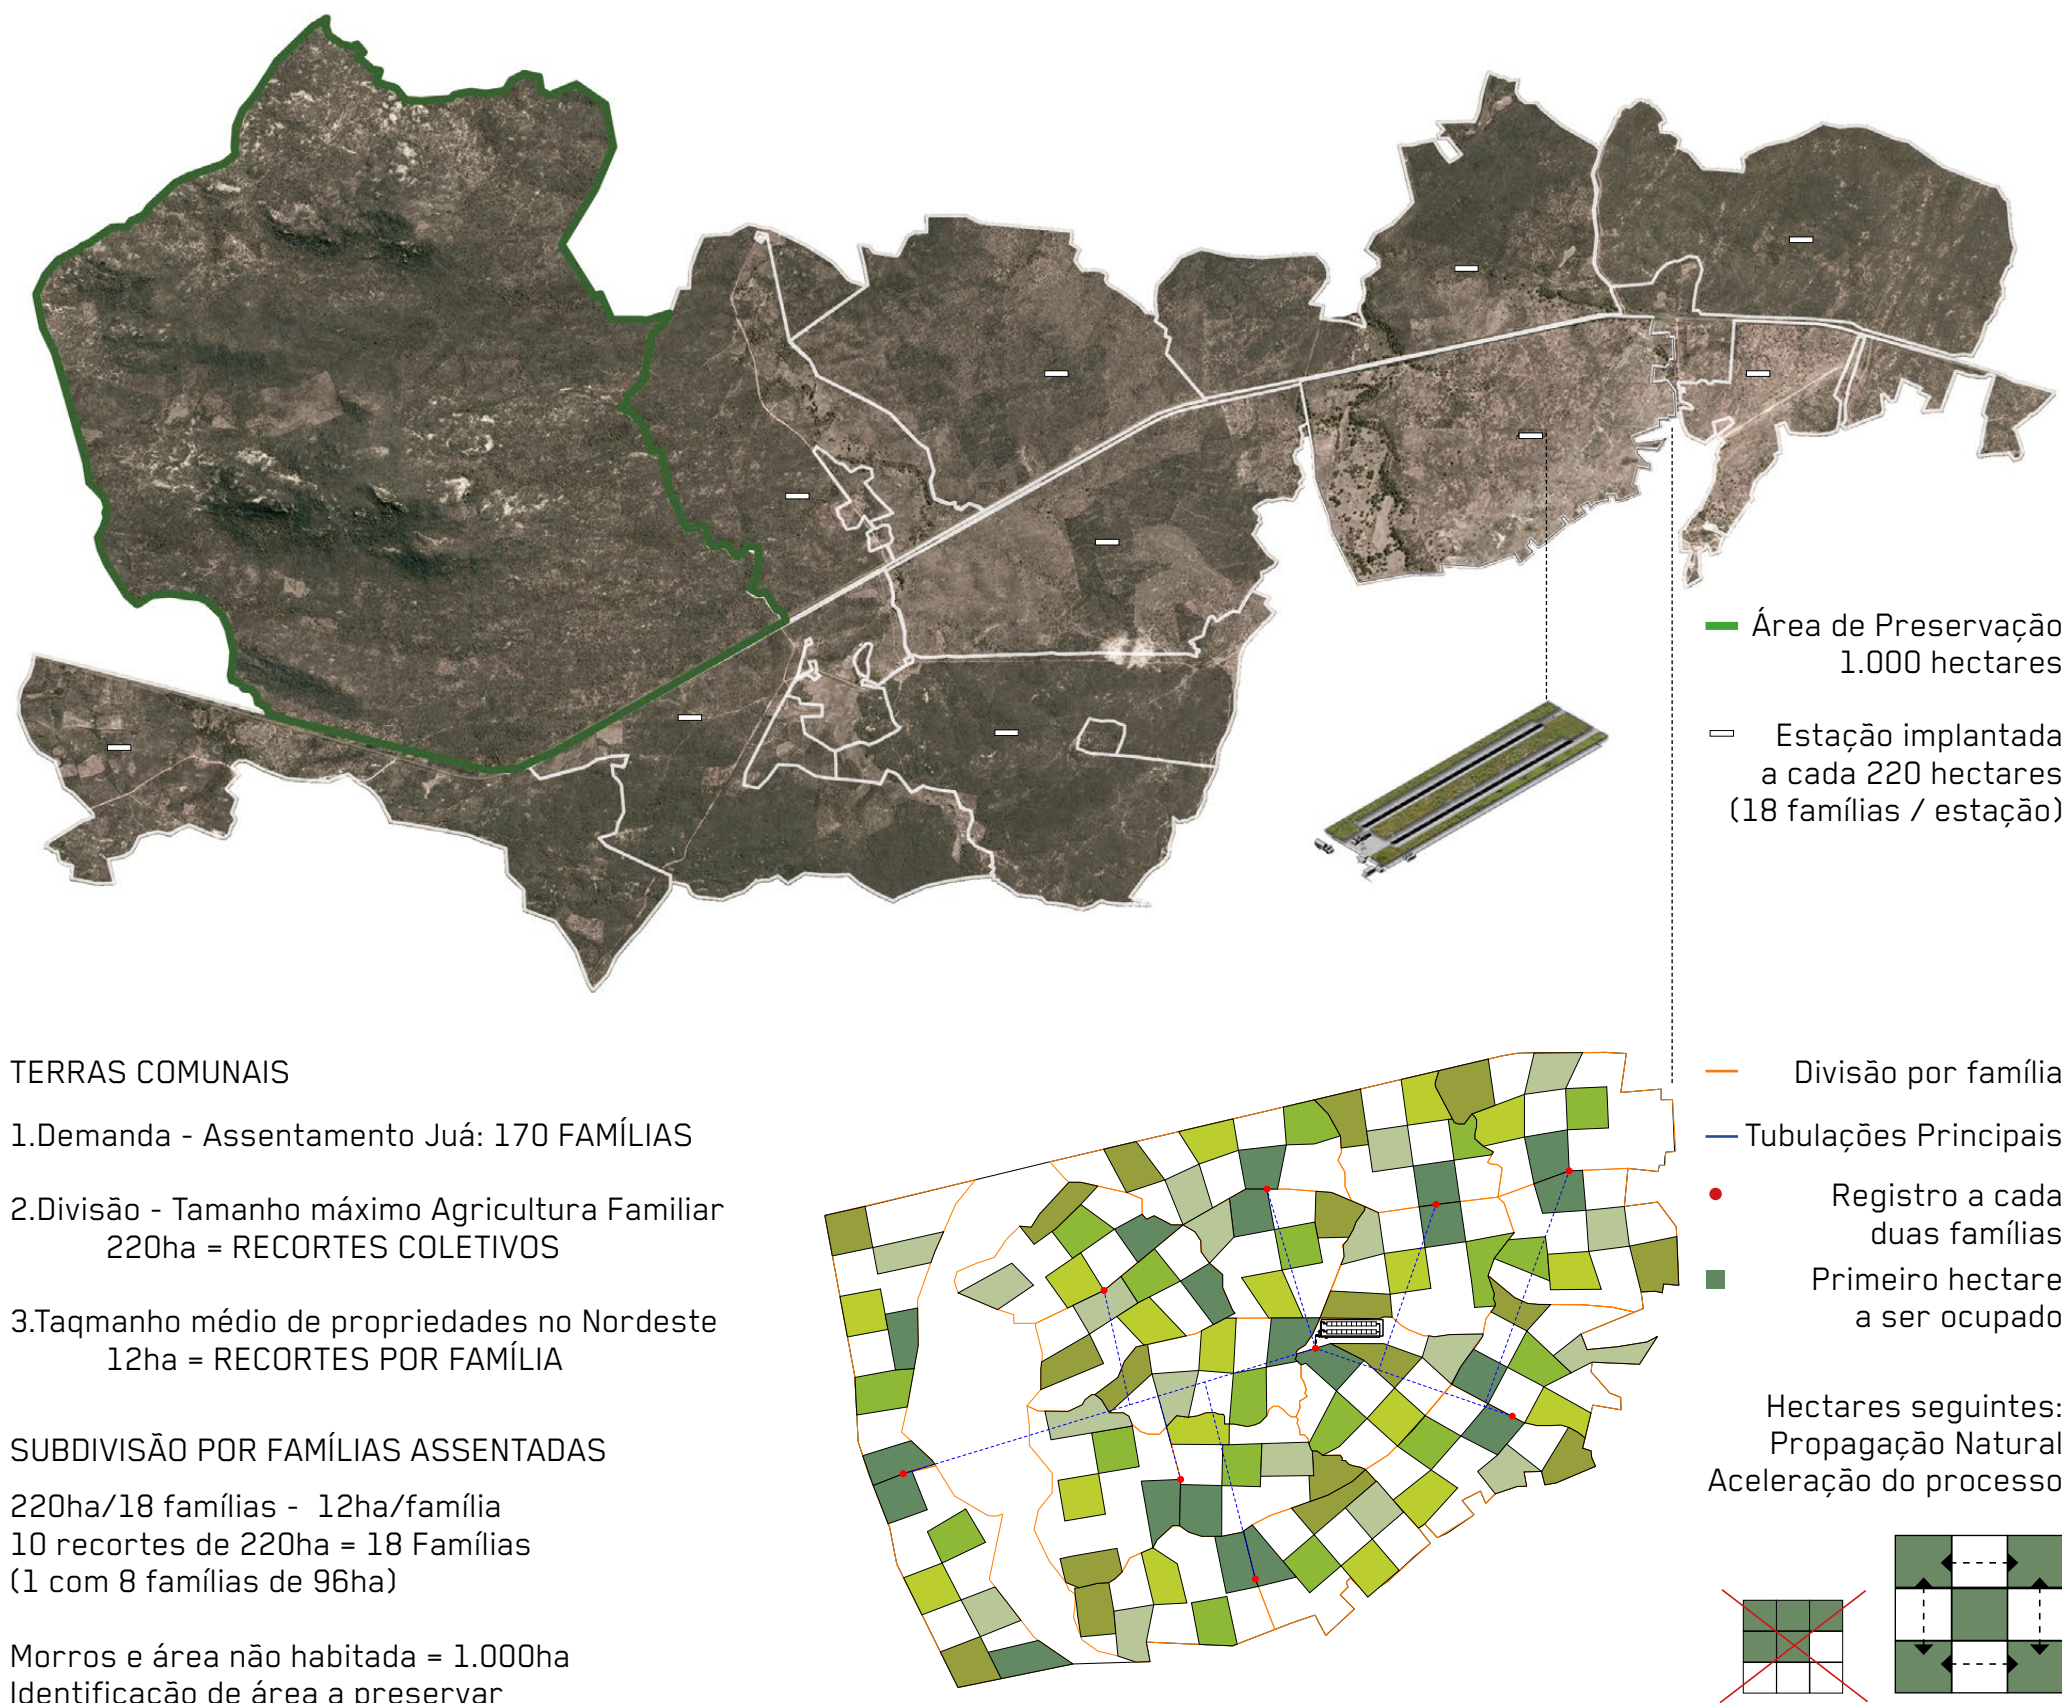 Área de Preservação
1.000 hectares
Estação implantada
a cada 220 hectares
(18 famílias / estação)
TERRAS COMUNAIS
1.Demanda - Assentamento Juá: 170 FAMÍLIAS
2.Divisão - Tamanho máximo Agricultura Familiar
220ha = RECORTES COLETIVOS
3.Taqmanho médio de propriedades no Nordeste
12ha = RECORTES POR FAMÍLIA
SUBDIVISÃO POR FAMÍLIAS ASSENTADAS
220ha/18 famílias - 12ha/família
10 recortes de 220ha = 18 Famílias
(1 com 8 famílias de 96ha)
Morros e área não habitada = 1.000ha
Identificação de área a preservar
Divisão por família
Tubulações Principais
Registro a cada
duas famílias
Primeiro hectare
a ser ocupado
Hectares seguintes:
Propagação Natural
Aceleração do processo